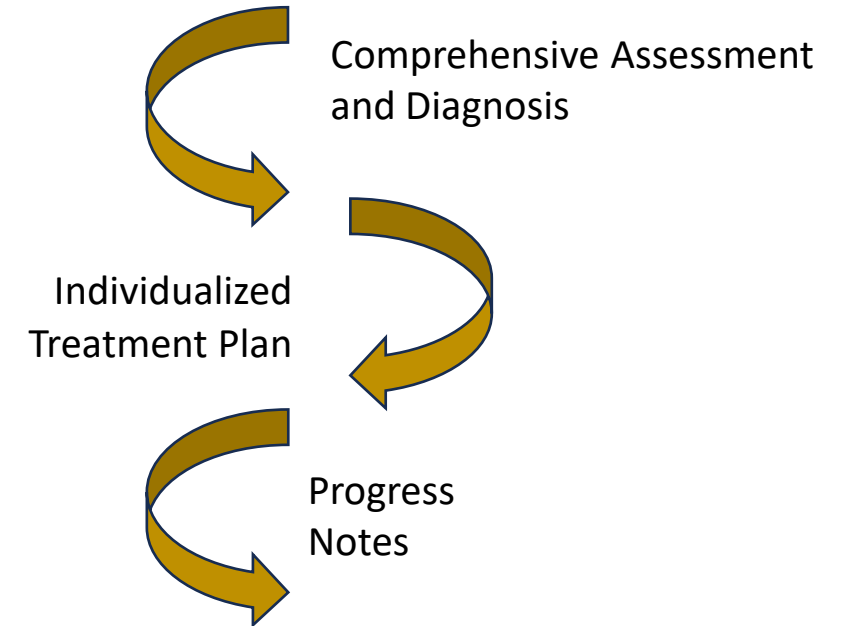 Comprehensive Assessment
and Diagnosis
Individualized
Treatment Plan
Progress
Notes